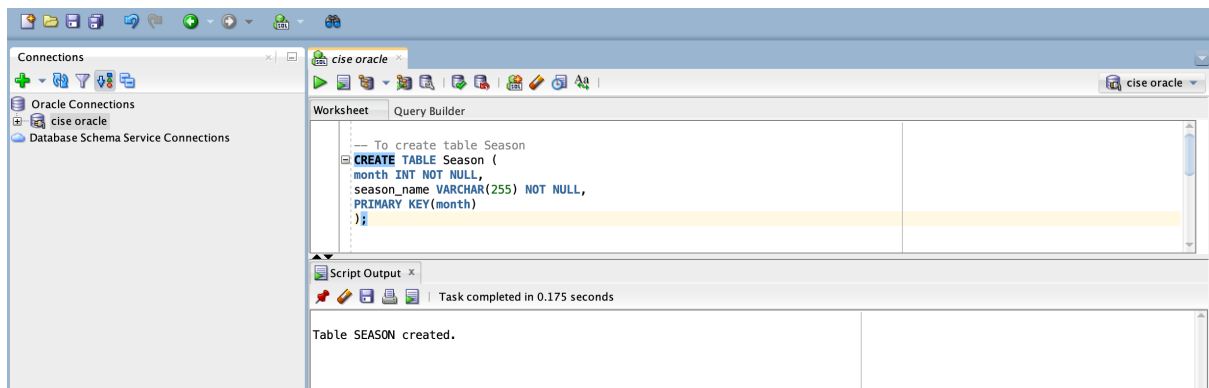 Connections
Oracle Connections
cise oracle
Database Schema Service Connections
cise oracle
cise oracle
Worksheet Query Builder
-- To create table Season
CREATE TABLE Season (
month INT NOT NULL,
season_name VARCHAR(255) NOT NULL,
PRIMARY KEY(month)
);
Script Output
Task completed in 0.175 seconds
Table SEASON created.